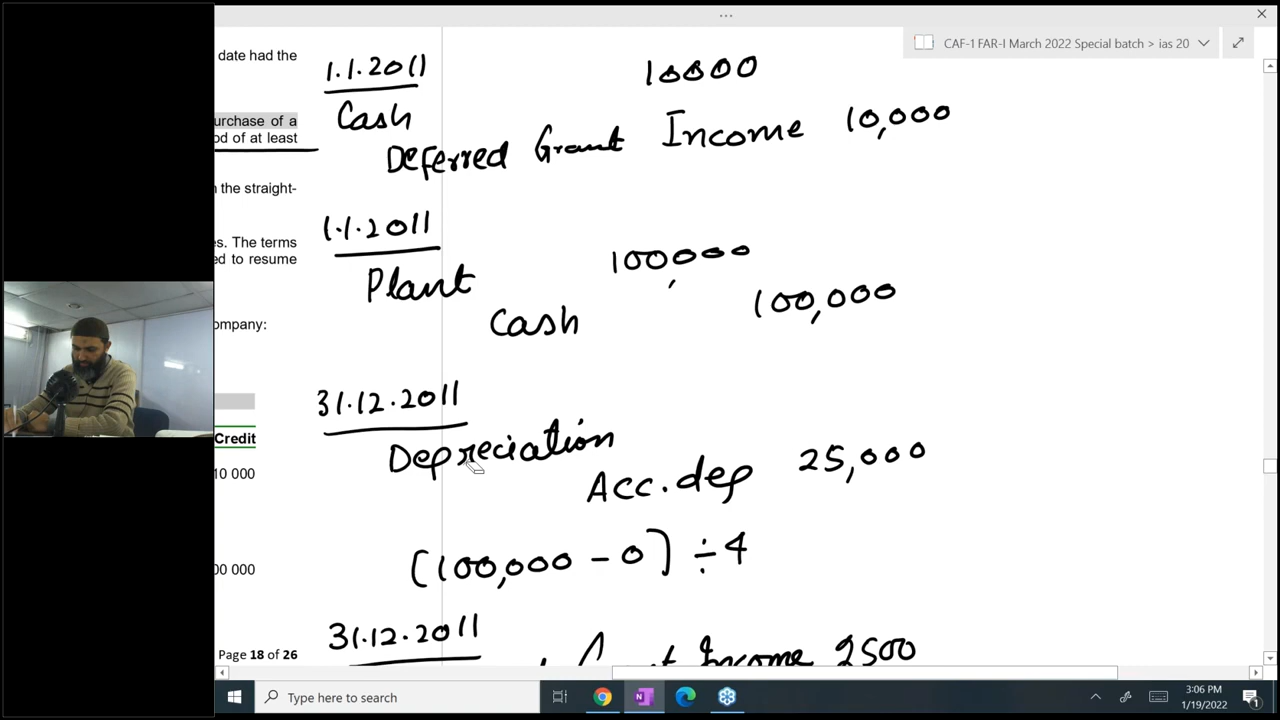 CAF-1 FAR-I March 2022 Special batch > ias 20
date had the
urchase of a
od of at least
n the straight-
es. The terms
ed to resume
ompany:
Credit
10 000
00 000
Page 18 of 26
1.1.2011
10000
Cash
Deferred Grant Income 10,000
1.1.2011
Plant 100,000
Cash 100,000
31.12.2011
Depreciation
Acc. dep 25,000
(100,000 - 0) ÷ 4
31.12.2011
Income 2500
Type here to search
3:06 PM
1/19/2022